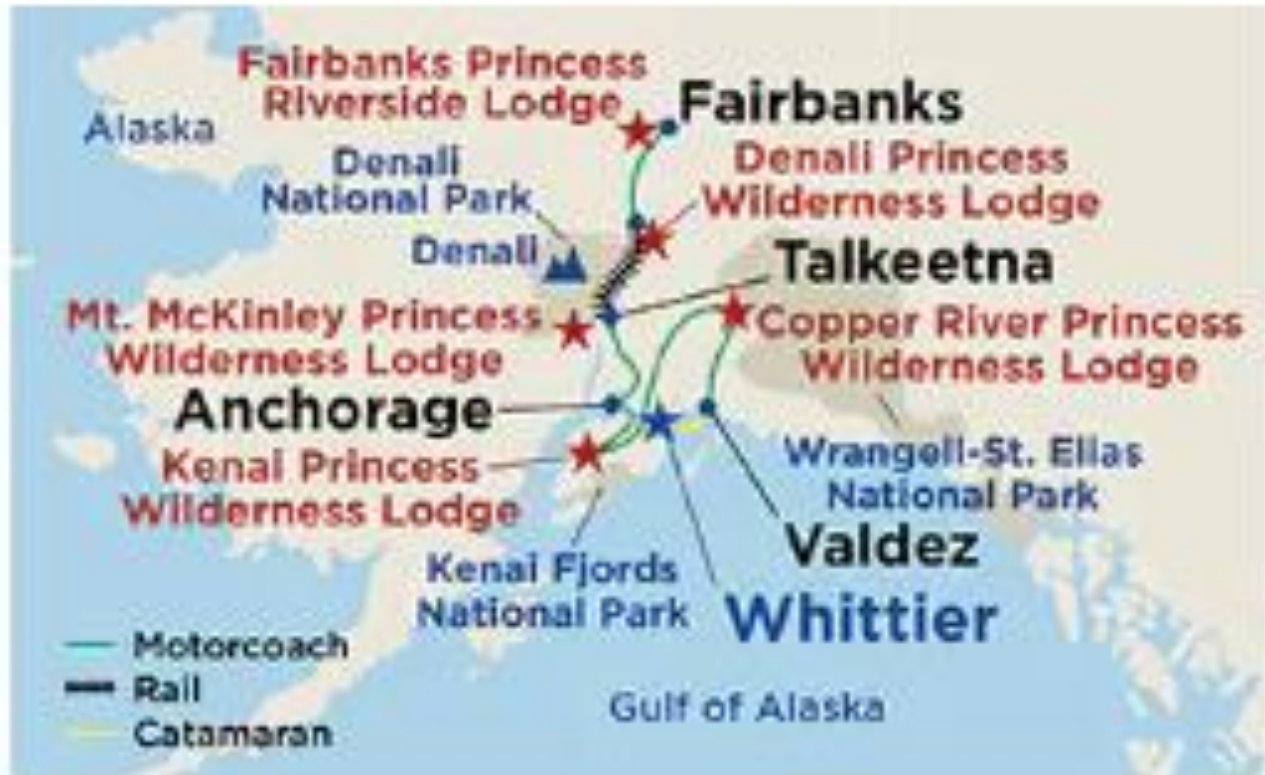 Fairbanks Princess
Riverside Lodge
Fairbanks
Alaska
Denali
National Park
Denali Princess
Wilderness Lodge
Denali
Talkeetna
Mt. McKinley Princess
Wilderness Lodge
Copper River Princess
Wilderness Lodge
Anchorage
Kenai Princess
Wilderness Lodge
Wrangell-St. Elias
National Park
Valdez
Kenai Fjords
National Park
Whittier
Motorcoach
Rail
Catamaran
Gulf of Alaska